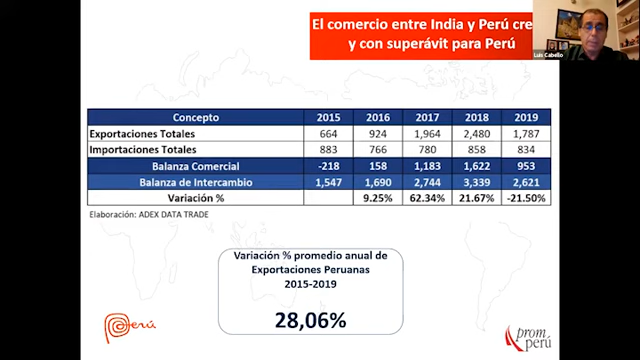 El comercio entre India y Perú cre
y con superávit para Perú
Luis Cabello
Concepto 2015 2016 2017 2018 2019
Exportaciones Totales 664 924 1,964 2,480 1,787
Importaciones Totales 883 766 780 858 834
Balanza Comercial -218 158 1,183 1,622 953
Balanza de Intercambio 1,547 1,690 2,744 3,339 2,621
Variación % 9.25% 62.34% 21.67% -21.50%
Elaboración: ADEX DATA TRADE
Variación % promedio anual de
Exportaciones Peruanas
2015-2019
28,06%
Perú
prom
perú